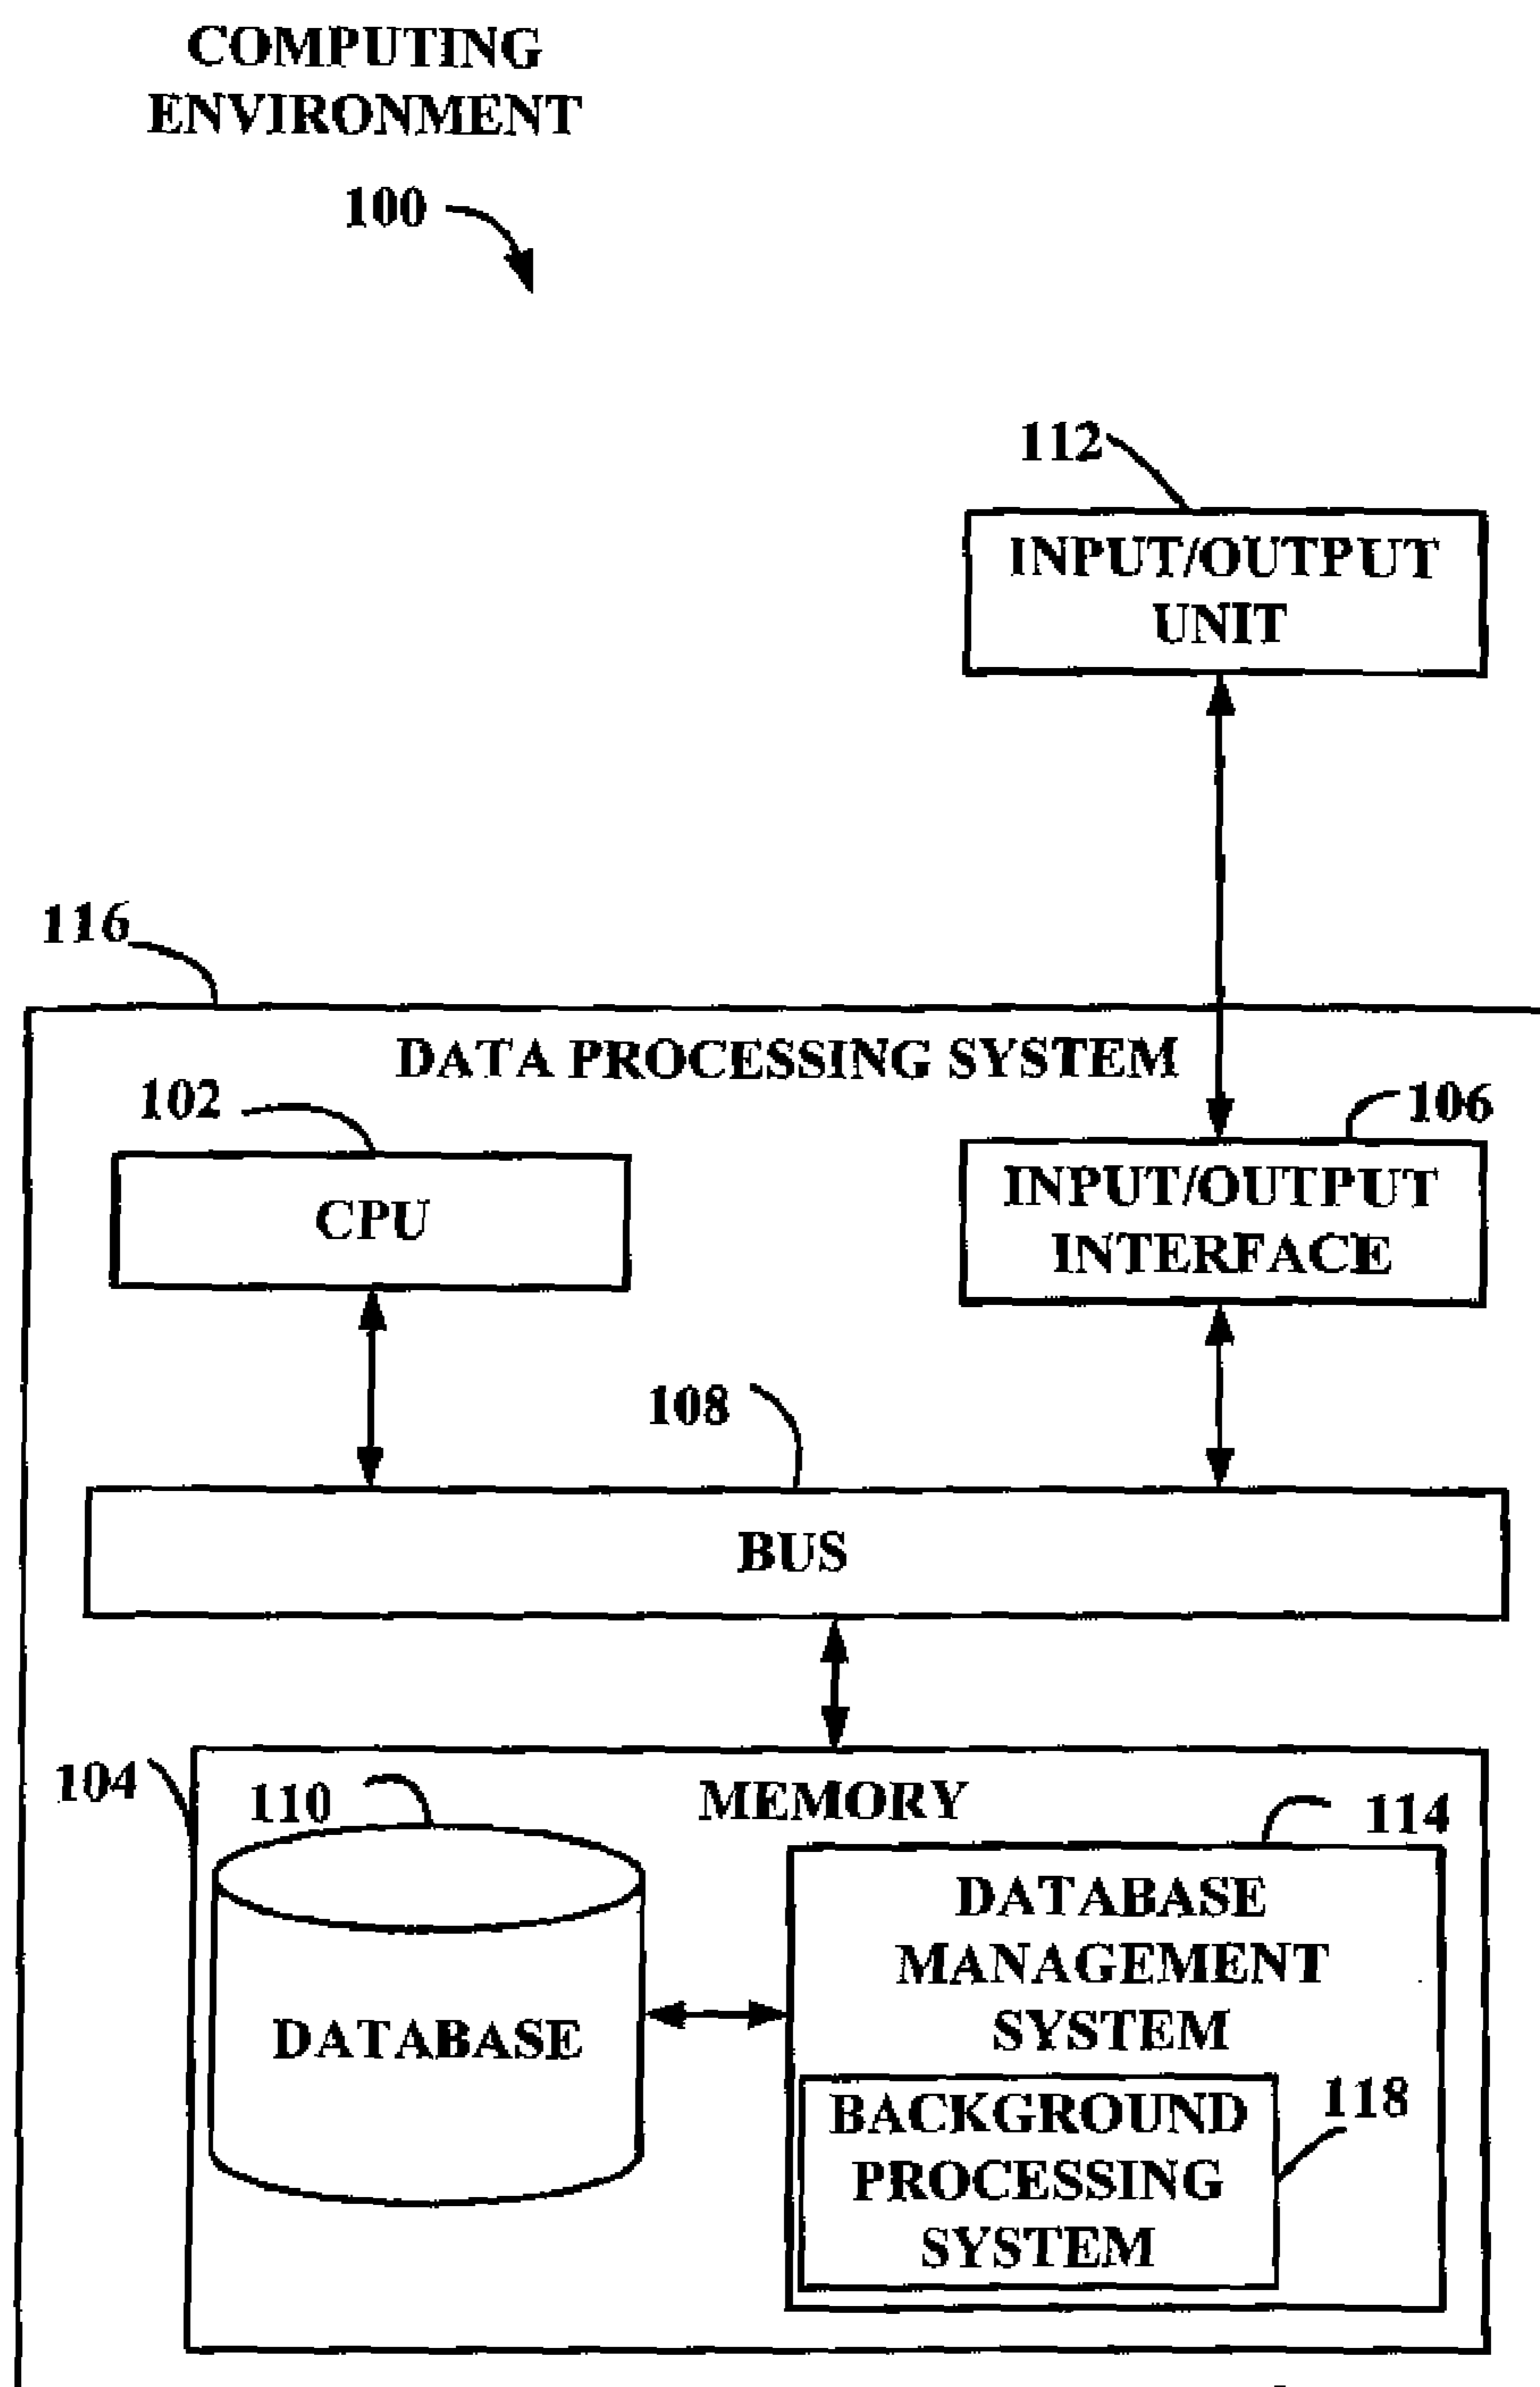 COMPUTING
ENVIRONMENT
100
112
INPUT/OUTPUT
UNIT
116
DATA PROCESSING SYSTEM
102
106
CPU
INPUT/OUTPUT
INTERFACE
108
BUS
104
110
MEMORY
114
DATABASE
MANAGEMENT
SYSTEM
DATABASE
BACKGROUND
PROCESSING
SYSTEM
118